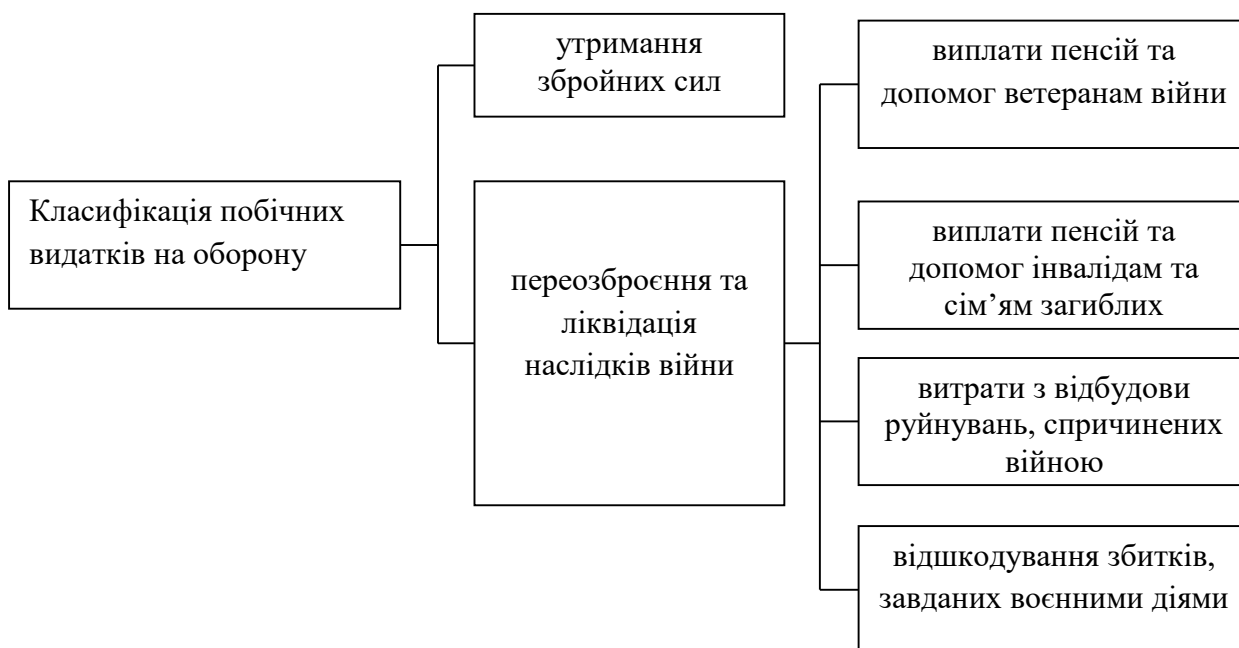 Класифікація побічних
видатків на оборону
утримання
збройних сил
переозброєння та
ліквідація
наслідків війни
виплати пенсій та
допомог ветеранам війни
виплати пенсій та
допомог інвалідам та
сім’ям загиблих
витрати з відбудови
руйнувань, спричинених
війною
відшкодування збитків,
завданих воєнними діями